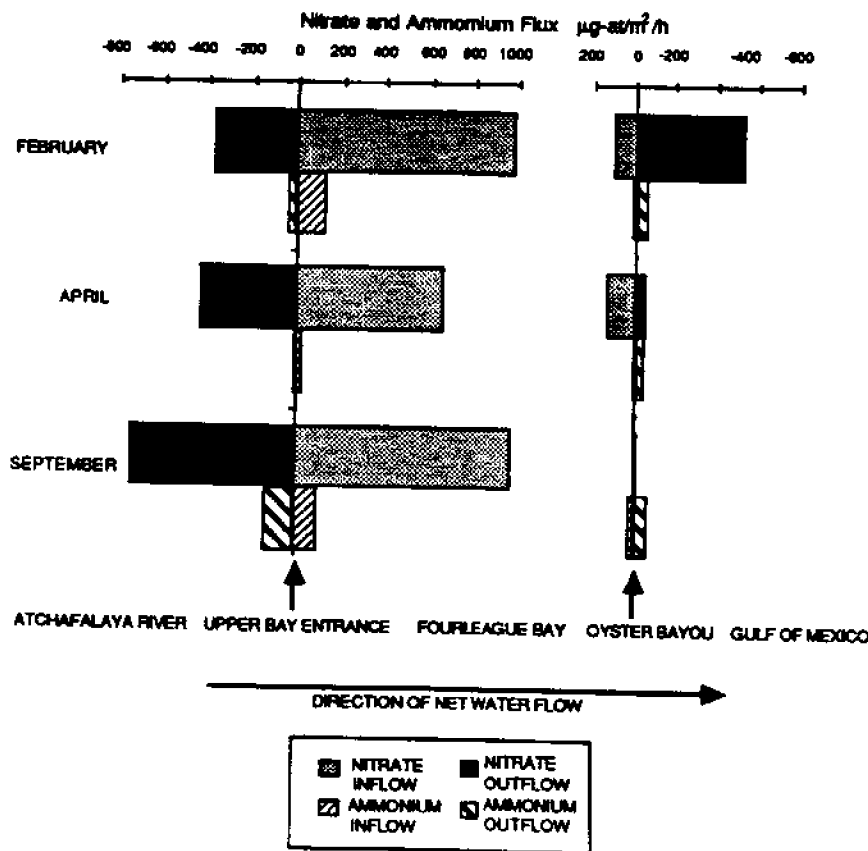 Nitrate and Ammomium Flux µg-at/m²/h
-800 -400 -200 0 200 400 600 800 1000 200 0 -200 -400 -600
FEBRUARY
APRIL
SEPTEMBER
ATCHAFALAYA RIVER UPPER BAY ENTRANCE FOURLEAGUE BAY OYSTER BAYOU GULF OF MEXICO
DIRECTION OF NET WATER FLOW
NITRATE INFLOW
NITRATE OUTFLOW
AMMONIUM INFLOW
AMMONIUM OUTFLOW